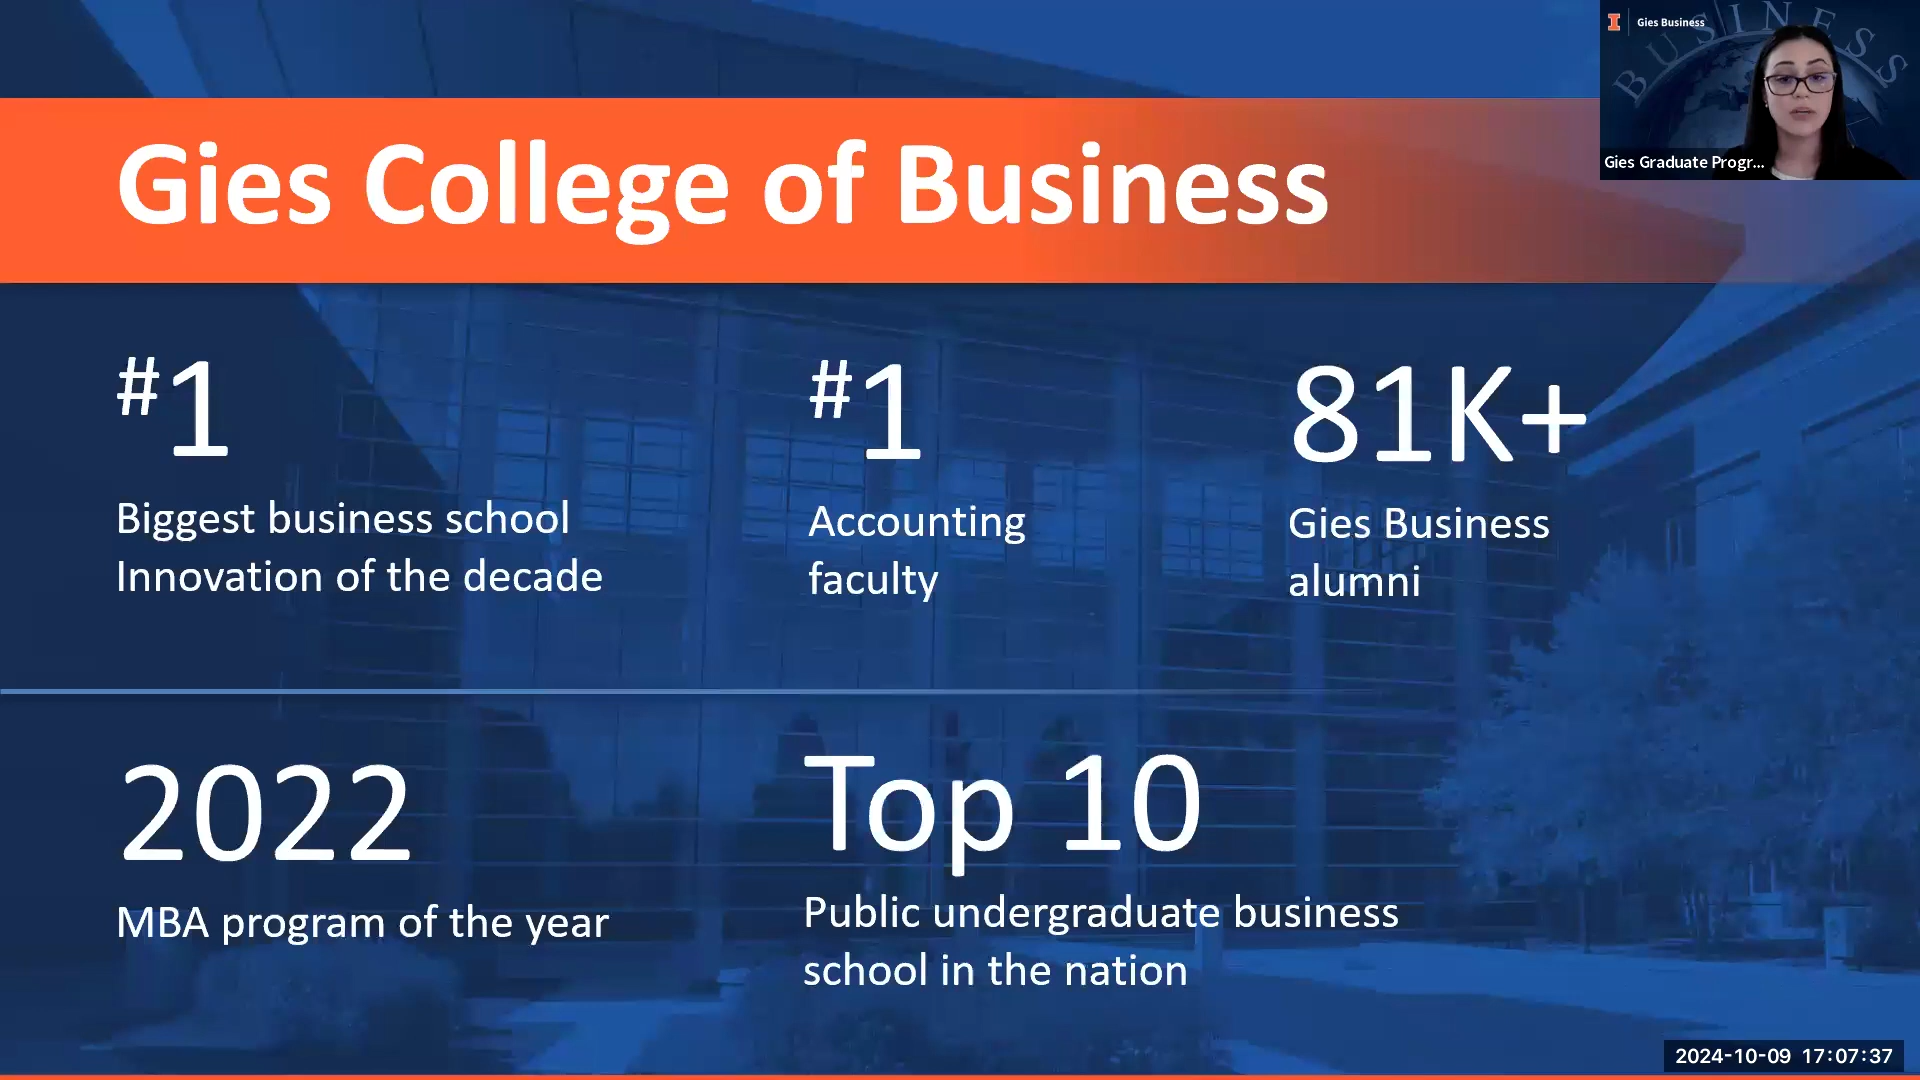 Gies Business
BUSINESS
Gies Graduate Progr...
Gies College of Business
#1
Biggest business school
Innovation of the decade
#1
Accounting
faculty
81K+
Gies Business
alumni
2022
MBA program of the year
Top 10
Public undergraduate business
school in the nation
2024-10-09 17:07:37